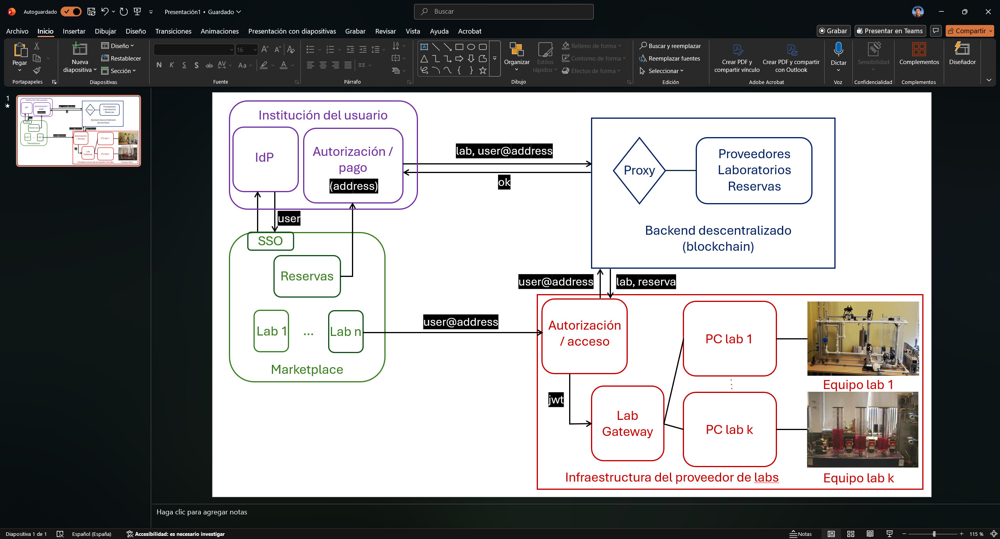 Autoguardado
Presentación1 • Guardado
Buscar
Archivo
Inicio
Insertar
Dibujar
Diseño
Transiciones
Animaciones
Presentación con diapositivas
Grabar
Revisar
Vista
Ayuda
Acrobat
Grabar
Presentar en Teams
Compartir
Pegar
Portapapeles
Nueva
diapositiva
Diseño
Restablecer
Sección
Diapositivas
16
N K S S ab AV Aa A
Fuente
Párrafo
Organizar
Estilos
rápidos
Relleno de forma
Contorno de forma
Efectos de forma
Dibujo
Buscar y reemplazar
Reemplazar fuentes
Seleccionar
Edición
Crear PDF y
compartir vínculo
Crear PDF y compartir
con Outlook
Adobe Acrobat
Dictar
Voz
Sensibilidad
Confidencialidad
Complementos
Complementos
Diseñador
1
Institución del usuario
IdP
Autorización /
pago
(address)
lab, user@address
ok
Proxy
Proveedores
Laboratorios
Reservas
Backend descentralizado
(blockchain)
user
SSO
Reservas
Lab 1
...
Lab n
Marketplace
user@address
user@address
lab, reserva
Autorización
/ acceso
jwt
Lab
Gateway
PC lab 1
...
PC lab k
Equipo lab 1
Equipo lab k
Infraestructura del proveedor de labs
Haga clic para agregar notas
Diapositiva 1 de 1
Español (España)
Accesibilidad: es necesario investigar
Notas
115 %